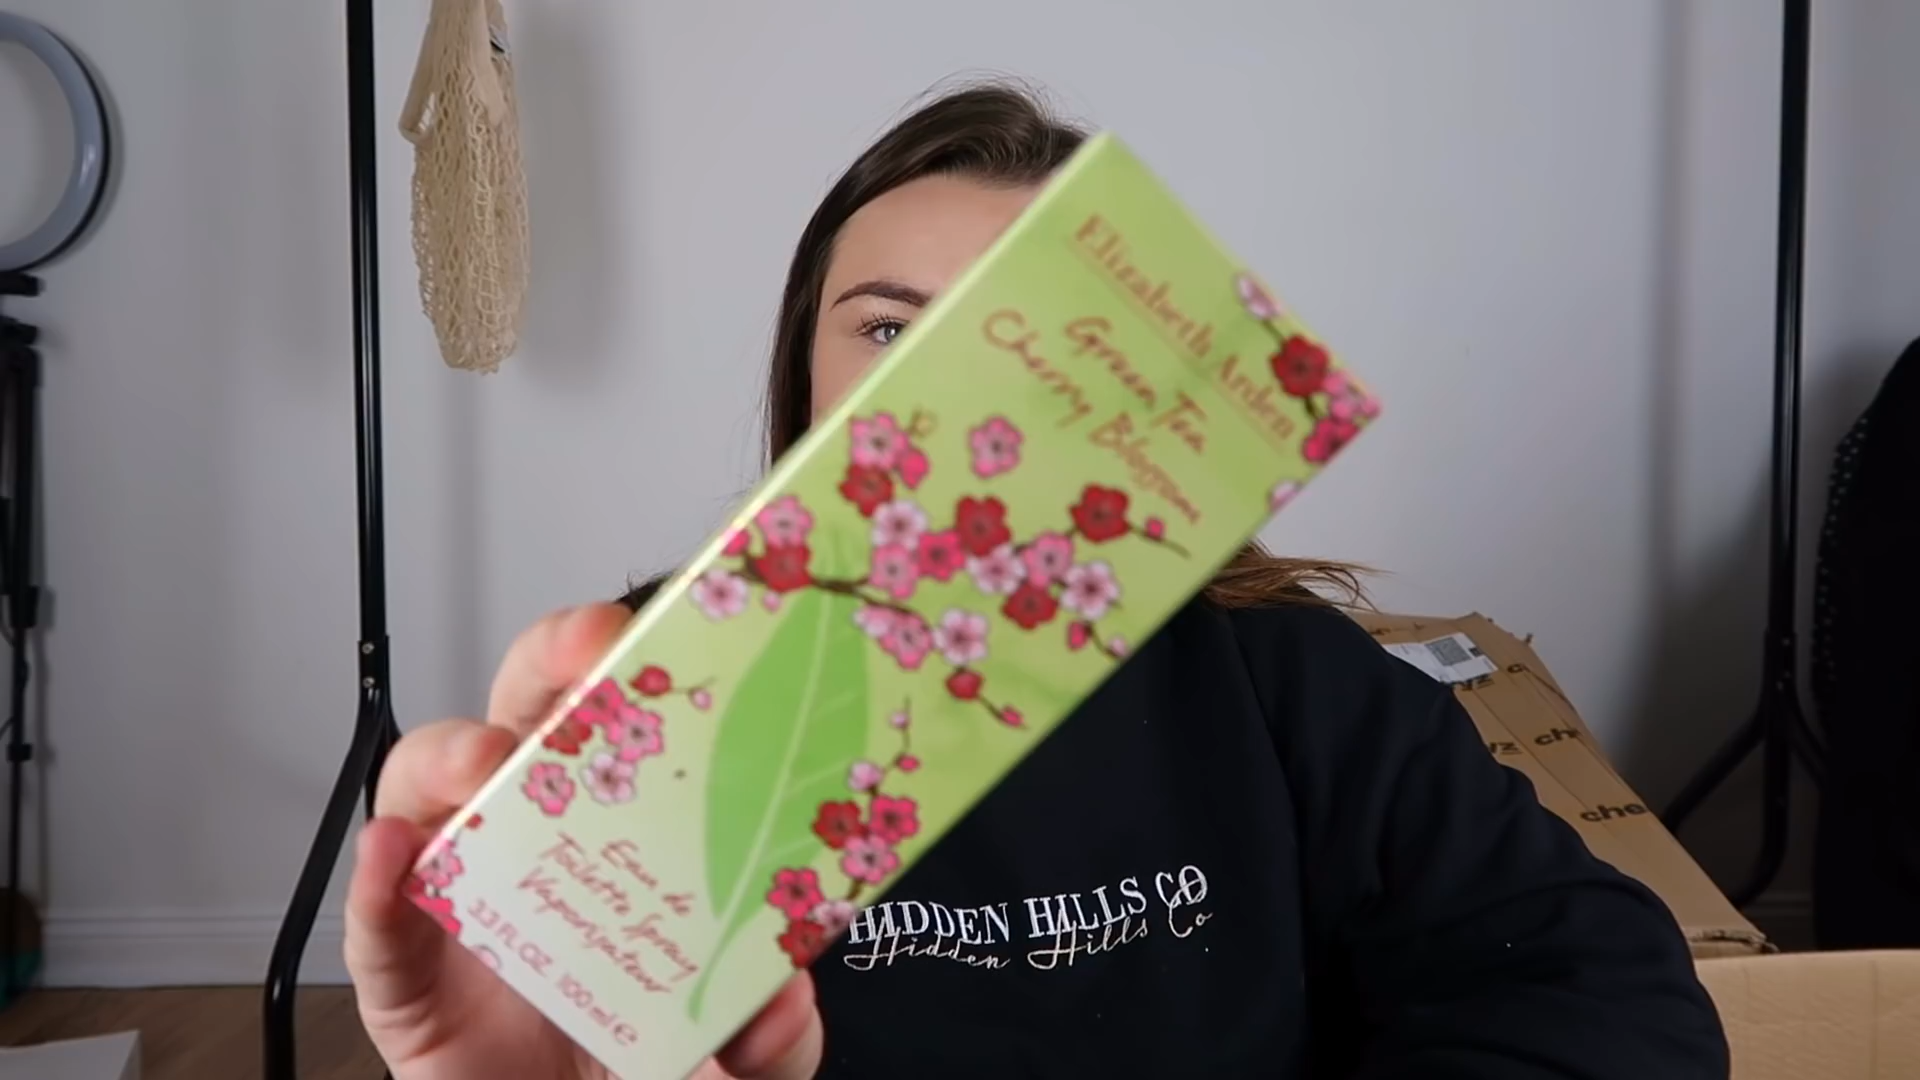 Elizabeth Arden
Green Tea
Cherry Blossom
Eau de
Toilette Spray
Vaporisateur
3.3 FL.OZ. 100 ml e
HIDDEN HILLS CO
Hidden Hills Co
che